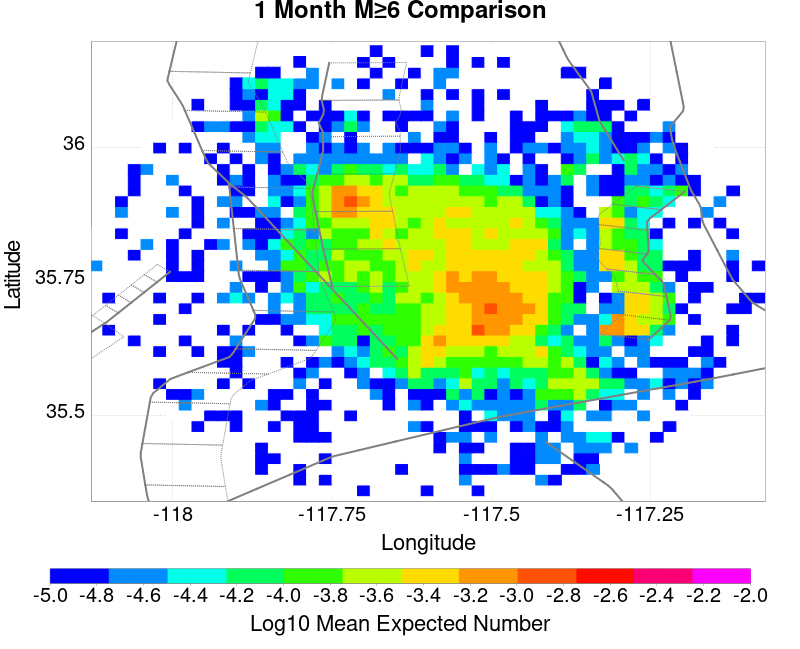 1 Month M≥6 Comparison
36
35.75
35.5
Latitude
-118 -117.75 -117.5 -117.25
Longitude
-5.0 -4.8 -4.6 -4.4 -4.2 -4.0 -3.8 -3.6 -3.4 -3.2 -3.0 -2.8 -2.6 -2.4 -2.2 -2.0
Log10 Mean Expected Number